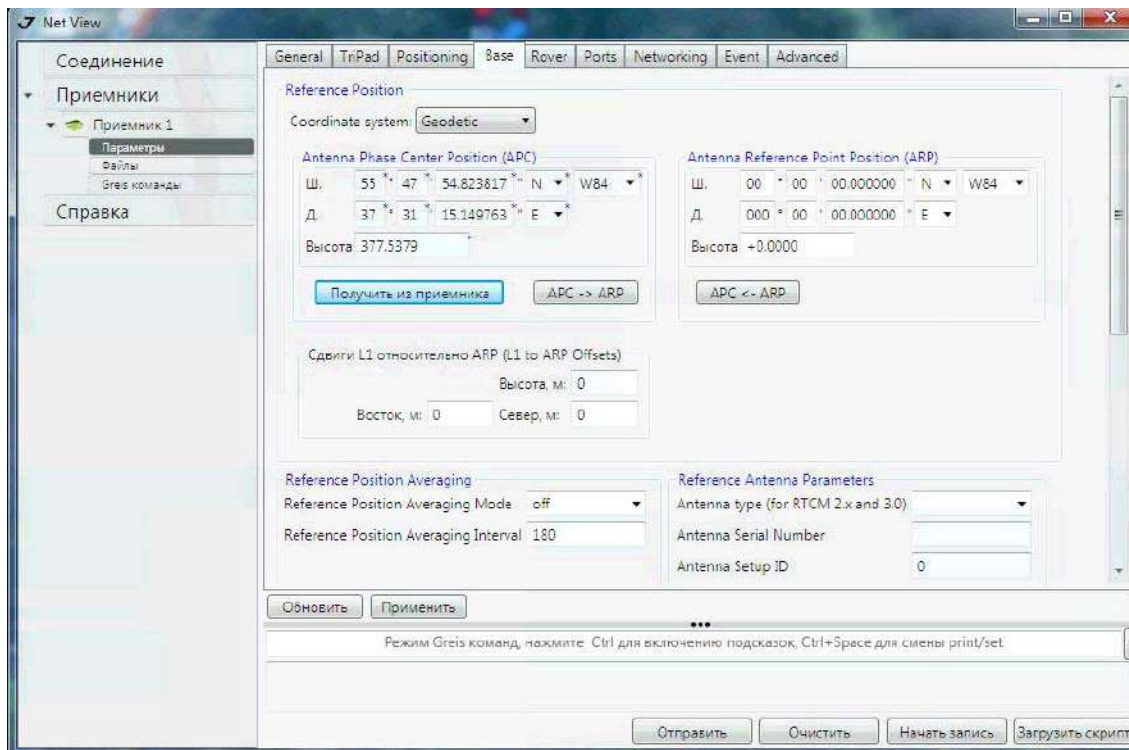 Net View
Соединение
Приемники
Приемник 1
Параметры
Файлы
Greis команды
Справка
General TriPad Positioning Base Rover Ports Networking Event Advanced
Reference Position
Coordinate system: Geodetic
Antenna Phase Center Position (APC)
Ш. 55 * ° 47 * ' 54.823817 * " N * W84 *
Д. 37 * ° 31 * ' 15.149763 * " E *
Высота 377.5379 *
Получить из приемника APC -> ARP
Antenna Reference Point Position (ARP)
Ш. 00 ° 00 ' 00.000000 " N W84
Д. 000 ° 00 ' 00.000000 " E
Высота +0.0000
APC <- ARP
Сдвиги L1 относительно ARP (L1 to ARP Offsets)
Высота, м: 0
Восток, м: 0 Север, м: 0
Reference Position Averaging
Reference Position Averaging Mode off
Reference Position Averaging Interval 180
Reference Antenna Parameters
Antenna type (for RTCM 2.x and 3.0)
Antenna Serial Number
Antenna Setup ID 0
Обновить Применить
Режим Greis команд, нажмите Ctrl для включению подсказок, Ctrl+Space для смены print/set
Отправить Очистить Начать запись Загрузить скрипт